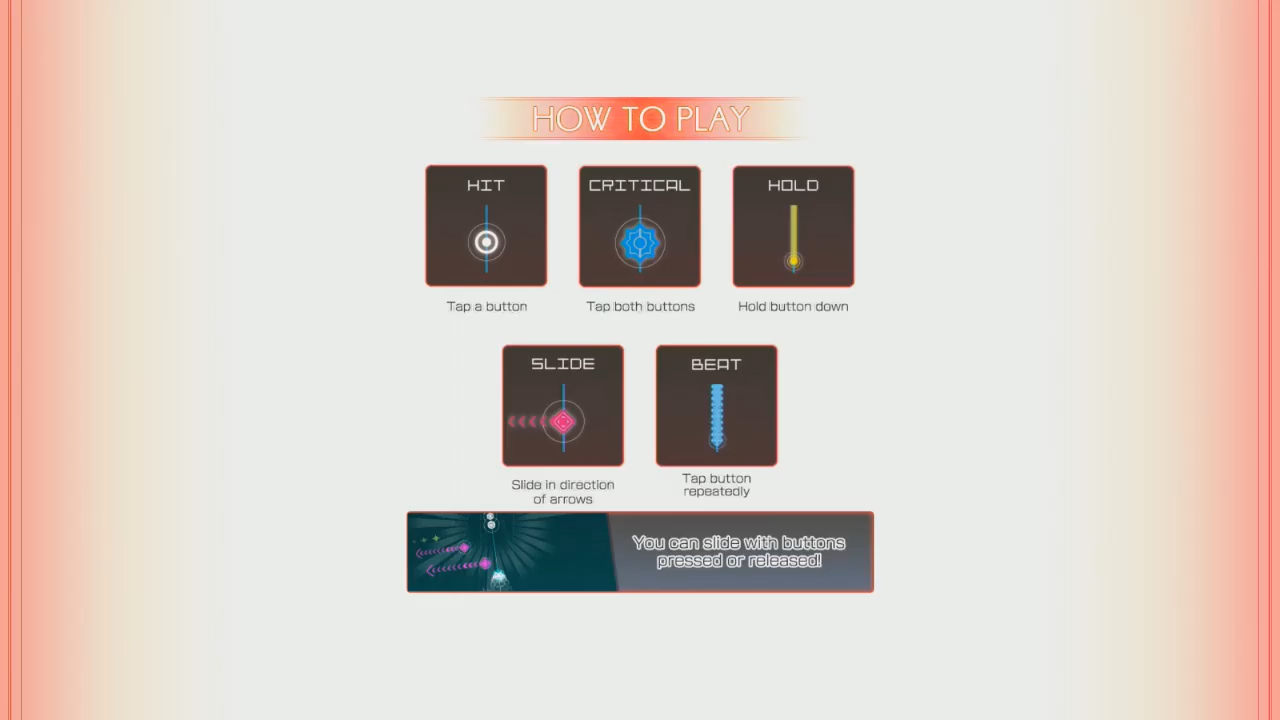 HOW TO PLAY
HIT
CRITICAL
HOLD
Tap a button
Tap both buttons
Hold button down
SLIDE
BEAT
Slide in direction
of arrows
Tap button
repeatedly
You can slide with buttons
pressed or released!